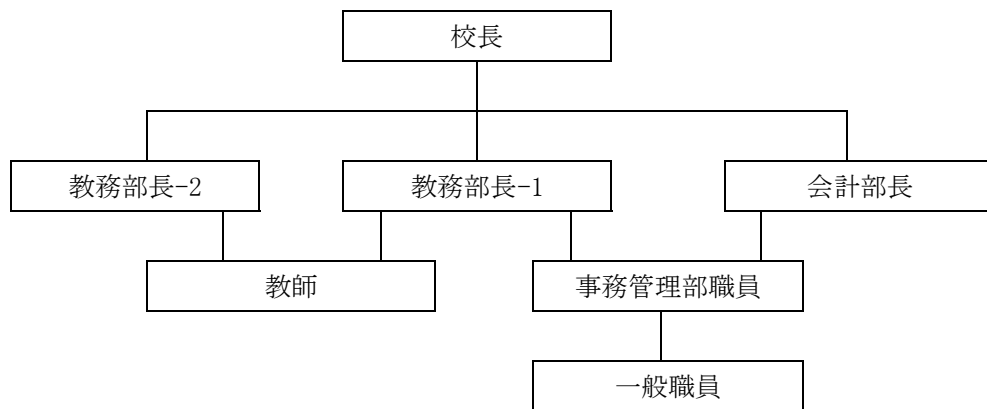 校長
教務部長-2
教務部長-1
会計部長
教師
事務管理部職員
一般職員